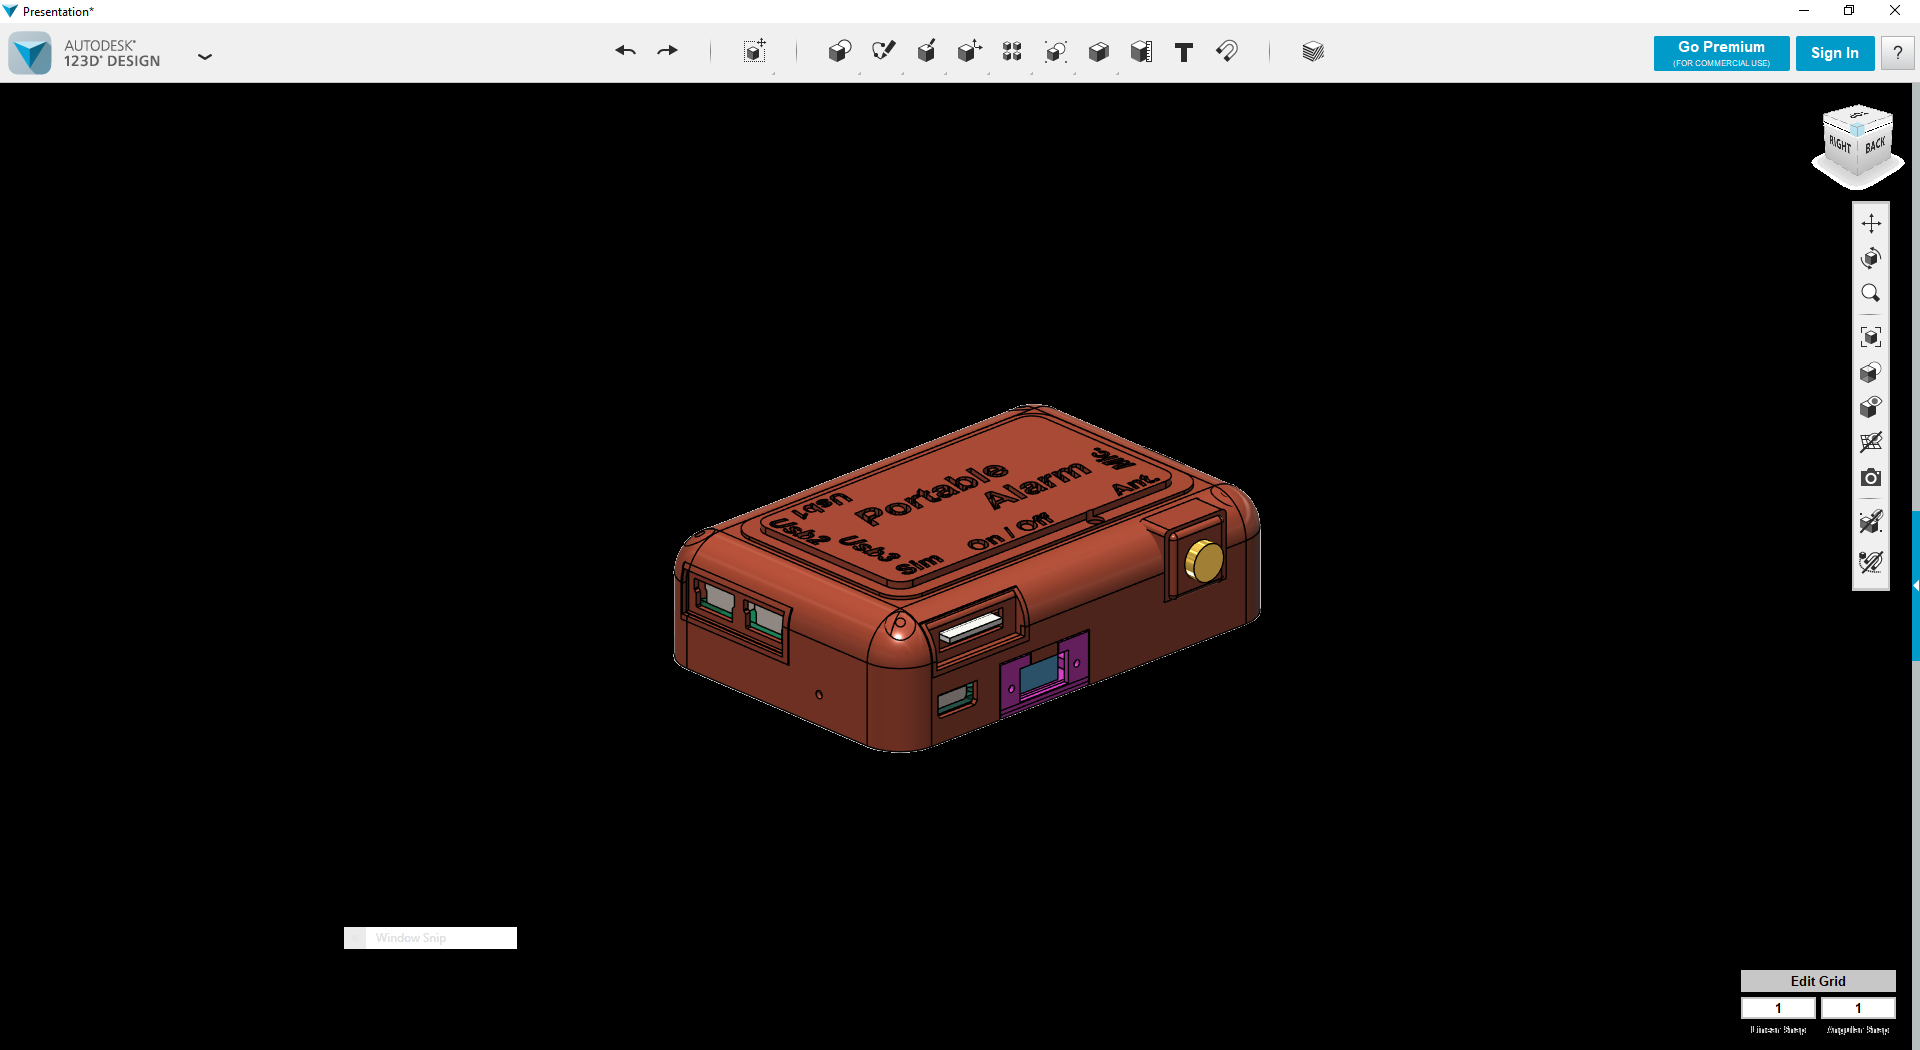 Presentation*
AUTODESK®
123D® DESIGN
T
Go Premium
(FOR COMMERCIAL USE)
Sign In
?
RIGHT
BACK
Portable
Alarm
Mic.
Ant.
Usb1
Usb2
Usb3
Sim
On / Off
Window Snip
Edit Grid
1
1
Linear Snap
Angular Snap